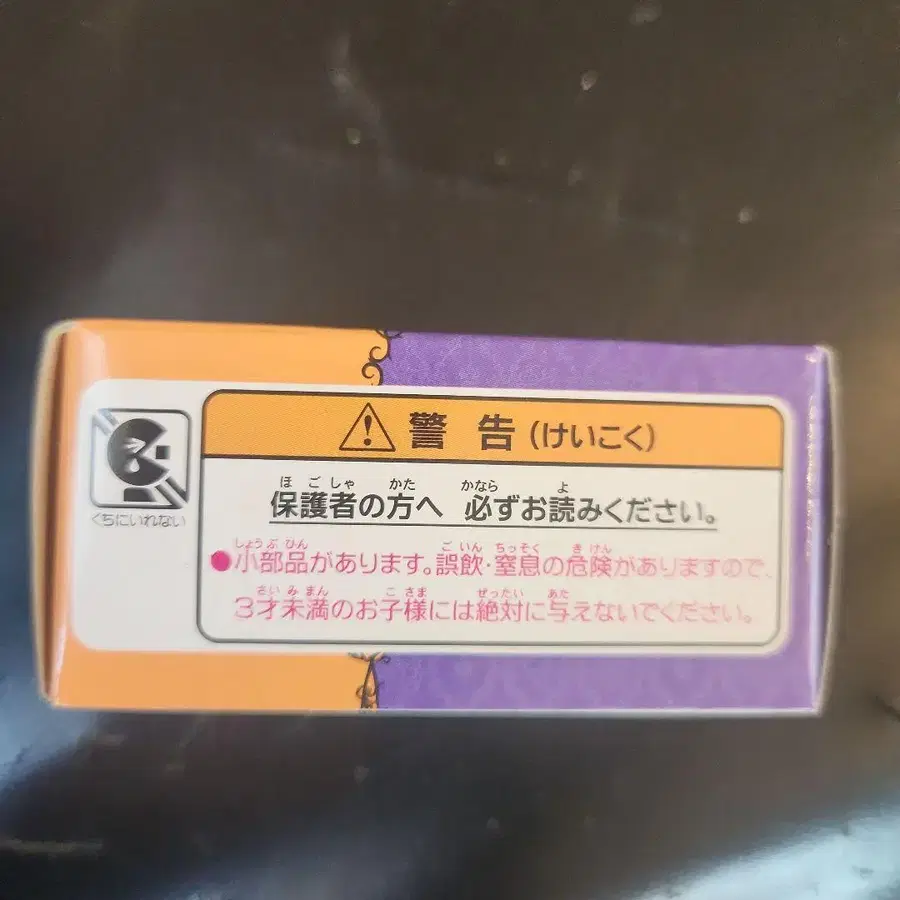 警告(けいこく)
保護者の方へ 必ずお読みください。
●小部品があります。誤飲・窒息の危険がありますので、
3才未満のお子様には絶対に与えないでください。
くちにいれない